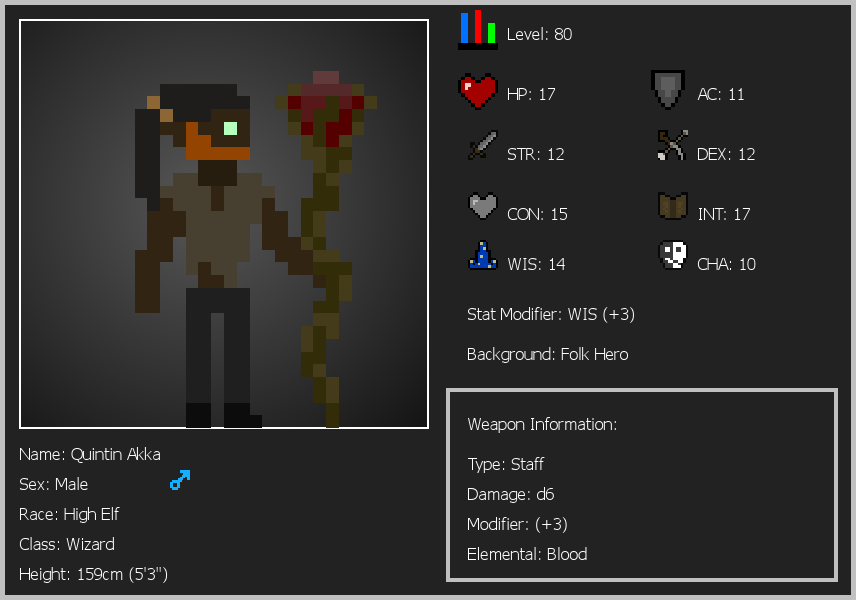 Level: 80
HP: 17
AC: 11
STR: 12
DEX: 12
CON: 15
INT: 17
WIS: 14
CHA: 10
Stat Modifier: WIS (+3)
Background: Folk Hero
Weapon Information:
Type: Staff
Damage: d6
Modifier: (+3)
Elemental: Blood
Name: Quintin Akka
Sex: Male
Race: High Elf
Class: Wizard
Height: 159cm (5'3")